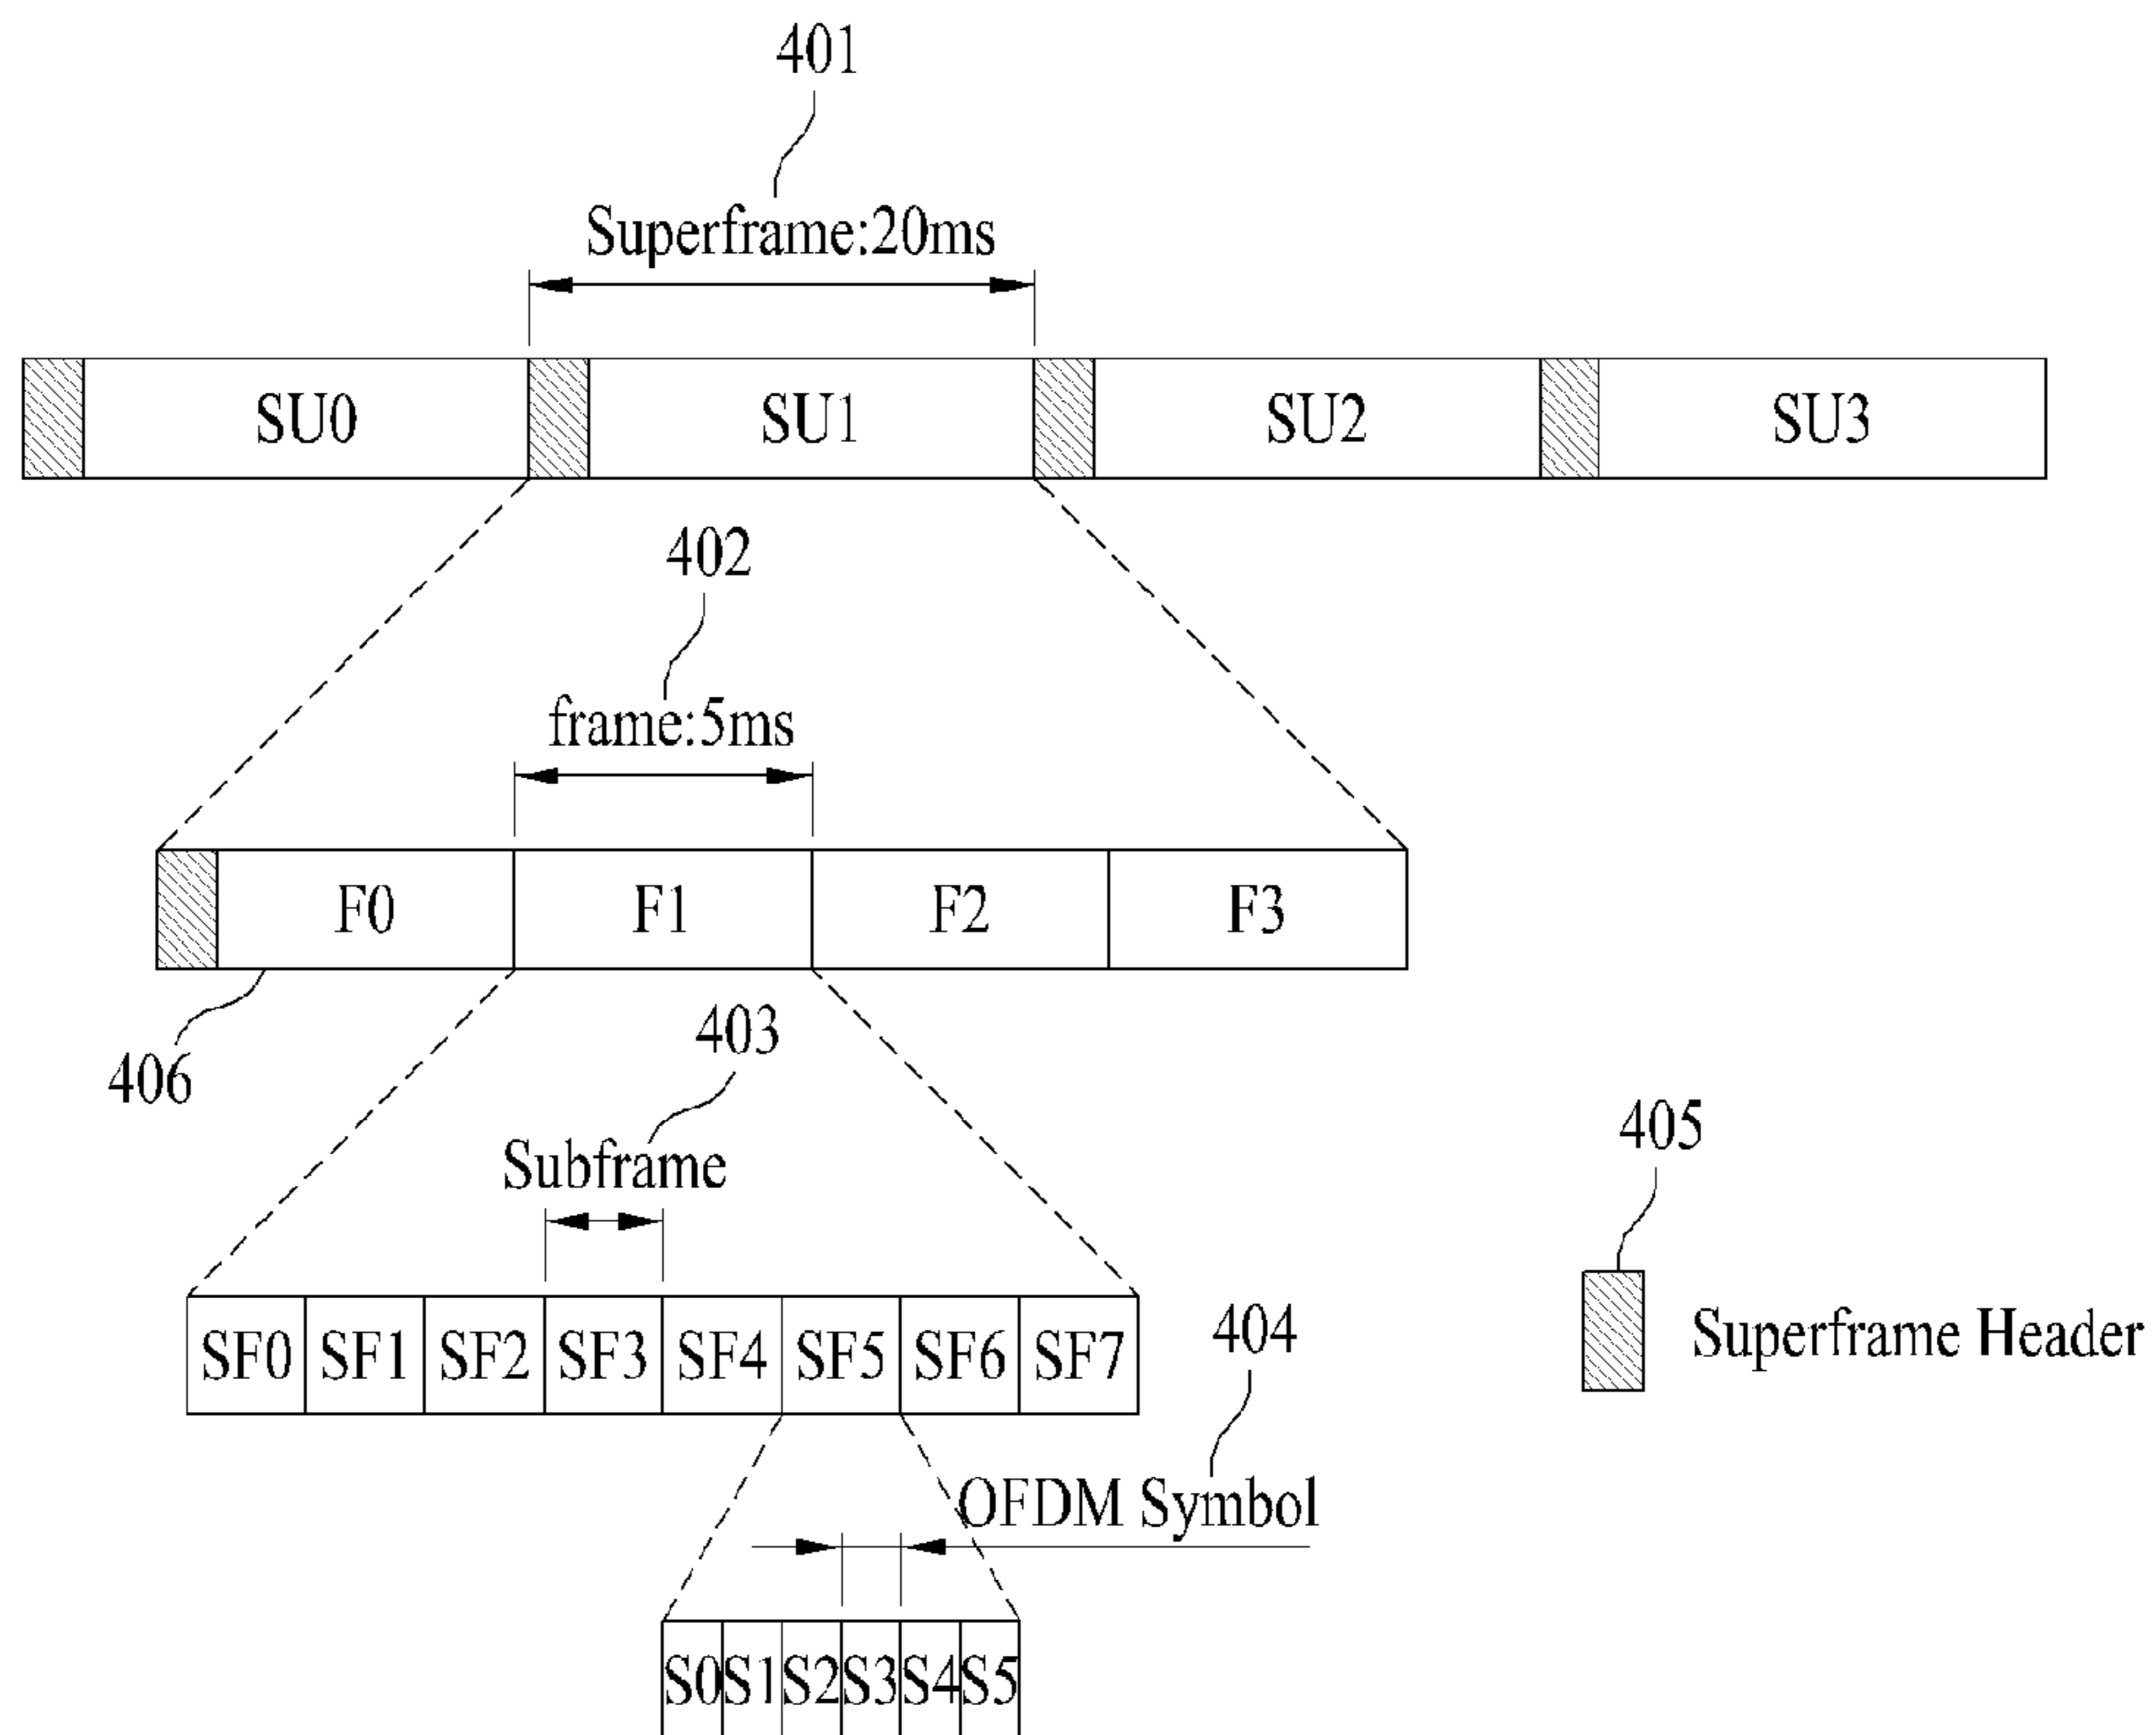 401
Superframe:20ms
SU0 SU1 SU2 SU3
402
frame:5ms
F0 F1 F2 F3
406
403
Subframe
405
Superframe Header
SF0 SF1 SF2 SF3 SF4 SF5 SF6 SF7
404
OFDM Symbol
S0 S1 S2 S3 S4 S5